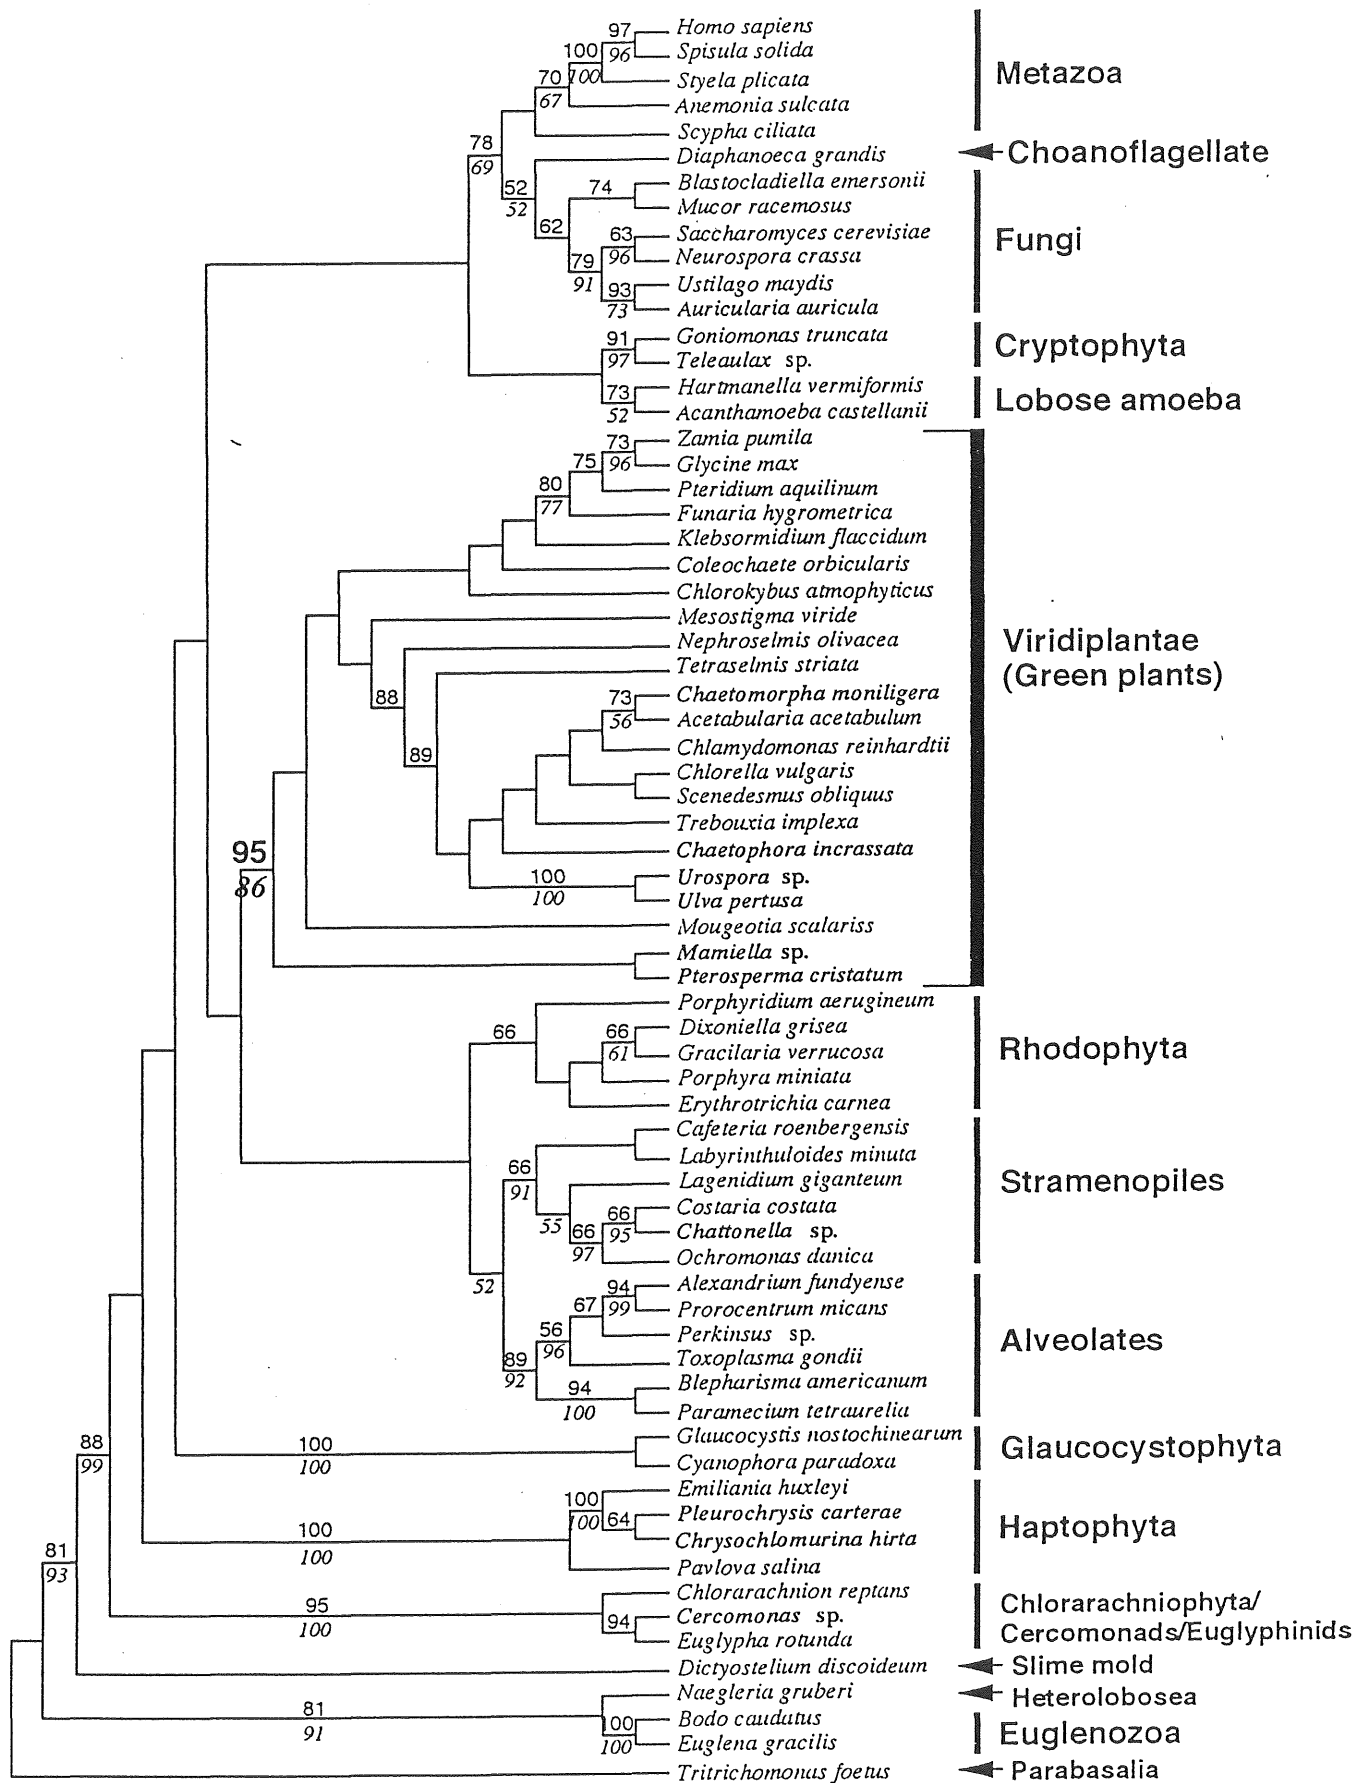 97 Homo sapiens
100 96 Spisula solida
70 100 Styela plicata
Metazoa
67 Anemonia sulcata
Scypha ciliata
78 Diaphanoeca grandis
Choanoflagellate
69
52 74 Blastocladiella emersonii
52 Mucor racemosus
62 63 Saccharomyces cerevisiae
Fungi
79 96 Neurospora crassa
91 93 Ustilago maydis
73 Auricularia auricula
91 Goniomonas truncata
Cryptophyta
97 Teleaulax sp.
73 Hartmanella vermiformis
Lobose amoeba
52 Acanthamoeba castellanii
73 Zamia pumila
75 96 Glycine max
80 Pteridium aquilinum
77 Funaria hygrometrica
Klebsormidium flaccidum
Coleochaete orbicularis
Chlorokybus atmophyticus
Mesostigma viride
Nephroselmis olivacea
Viridiplantae
(Green plants)
Tetraselmis striata
88 73 Chaetomorpha moniligera
56 Acetabularia acetabulum
89 Chlamydomonas reinhardtii
Chlorella vulgaris
Scenedesmus obliquus
Trebouxia implexa
95 Chaetophora incrassata
86 100 Urospora sp.
100 Ulva pertusa
Mougeotia scalariss
Mamiella sp.
Pterosperma cristatum
Porphyridium aerugineum
66 66 Dixoniella grisea
Rhodophyta
61 Gracilaria verrucosa
Porphyra miniata
Erythrotrichia carnea
Cafeteria roenbergensis
66 Labyrinthuloides minuta
91 Lagenidium giganteum
Stramenopiles
55 66 Costaria costata
66 95 Chattonella sp.
97 Ochromonas danica
52 94 Alexandrium fundyense
67 99 Prorocentrum micans
56 Perkinsus sp.
Alveolates
89 96 Toxoplasma gondii
92 94 Blepharisma americanum
100 Paramecium tetraurelia
88 100 Glaucocystis nostochinearum
Glaucocystophyta
99 100 Cyanophora paradoxa
100 Emiliania huxleyi
100 64 Pleurochrysis carterae
Haptophyta
100 Chrysochlomurina hirta
81 100 Pavlova salina
93 Chlorarachnion reptans
Chlorarachniophyta/
95 94 Cercomonas sp.
Cercomonads/Euglyphinids
100 Euglypha rotunda
Dictyostelium discoideum
Slime mold
Naegleria gruberi
Heterolobosea
81 100 Bodo caudatus
Euglenozoa
91 100 Euglena gracilis
Tritrichomonas foetus
Parabasalia